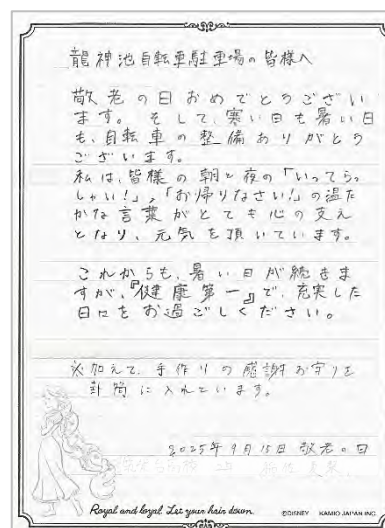 龍神池自転車駐車場の皆様へ
敬老の日おめでとうござい
ます。そして、寒い日も暑い日
も、自転車の整備ありがとう
ございます。
私は、皆様の朝と夜の「いってらっ
しゃい!」、「お帰りなさい!」の温た
かな言葉がとても心の支え
となり、元気を頂いています。
これからも、暑い日が続きま
すが、『健康第一』で、充実した
日々をお過ごしください。
※加えて、手作りの感謝お守りを
封筒に入れています。
2025年9月15日 敬老の日
Royal and loyal Let your hair down.
©DISNEY KAMIO JAPAN INC.